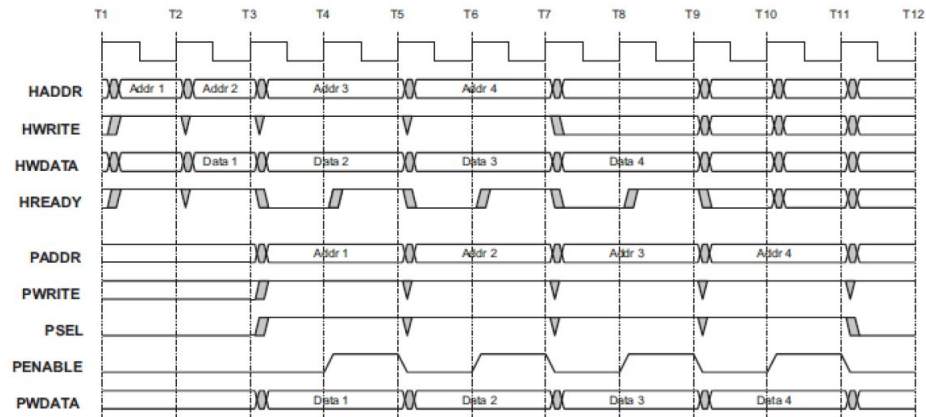 T1 T2 T3 T4 T5 T6 T7 T8 T9 T10 T11 T12
HADDR Addr 1 Addr 2 Addr 3 Addr 4
HWRITE
HWDATA Data 1 Data 2 Data 3 Data 4
HREADY
PADDR Addr 1 Addr 2 Addr 3 Addr 4
PWRITE
PSEL
PENABLE
PWDATA Data 1 Data 2 Data 3 Data 4